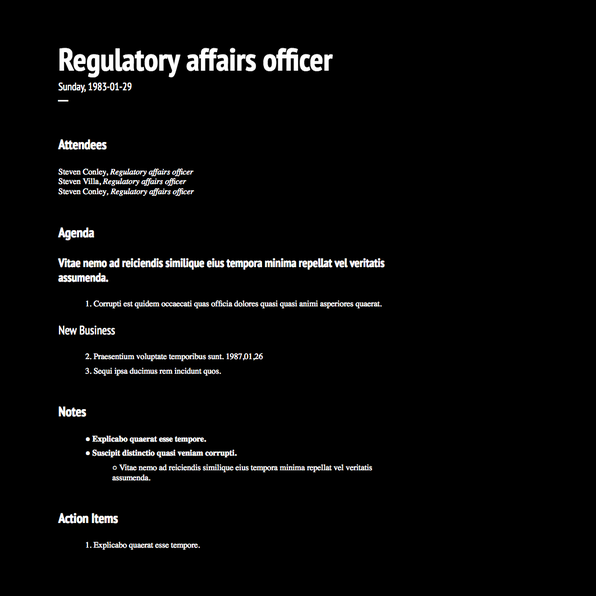 Regulatory affairs officer
Sunday, 1983-01-29
Attendees
Steven Conley, Regulatory affairs officer
Steven Villa, Regulatory affairs officer
Steven Conley, Regulatory affairs officer
Agenda
Vitae nemo ad reiciendis similique eius tempora minima repellat vel veritatis
assumenda.
1. Corrupti est quidem occaecati quas officia dolores quasi quasi animi asperiores quaerat.
New Business
2. Praesentium voluptate temporibus sunt. 1987,01,26
3. Sequi ipsa ducimus rem incidunt quos.
Notes
● Explicabo quaerat esse tempore.
● Suscipit distinctio quasi veniam corrupti.
○ Vitae nemo ad reiciendis similique eius tempora minima repellat vel veritatis
assumenda.
Action Items
1. Explicabo quaerat esse tempore.